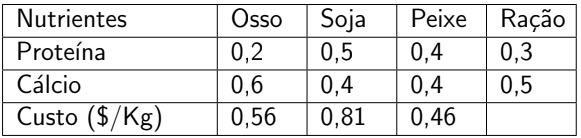 Nutrientes Osso Soja Peixe Ração
Proteína 0,2 0,5 0,4 0,3
Cálcio 0,6 0,4 0,4 0,5
Custo ($/Kg) 0,56 0,81 0,46